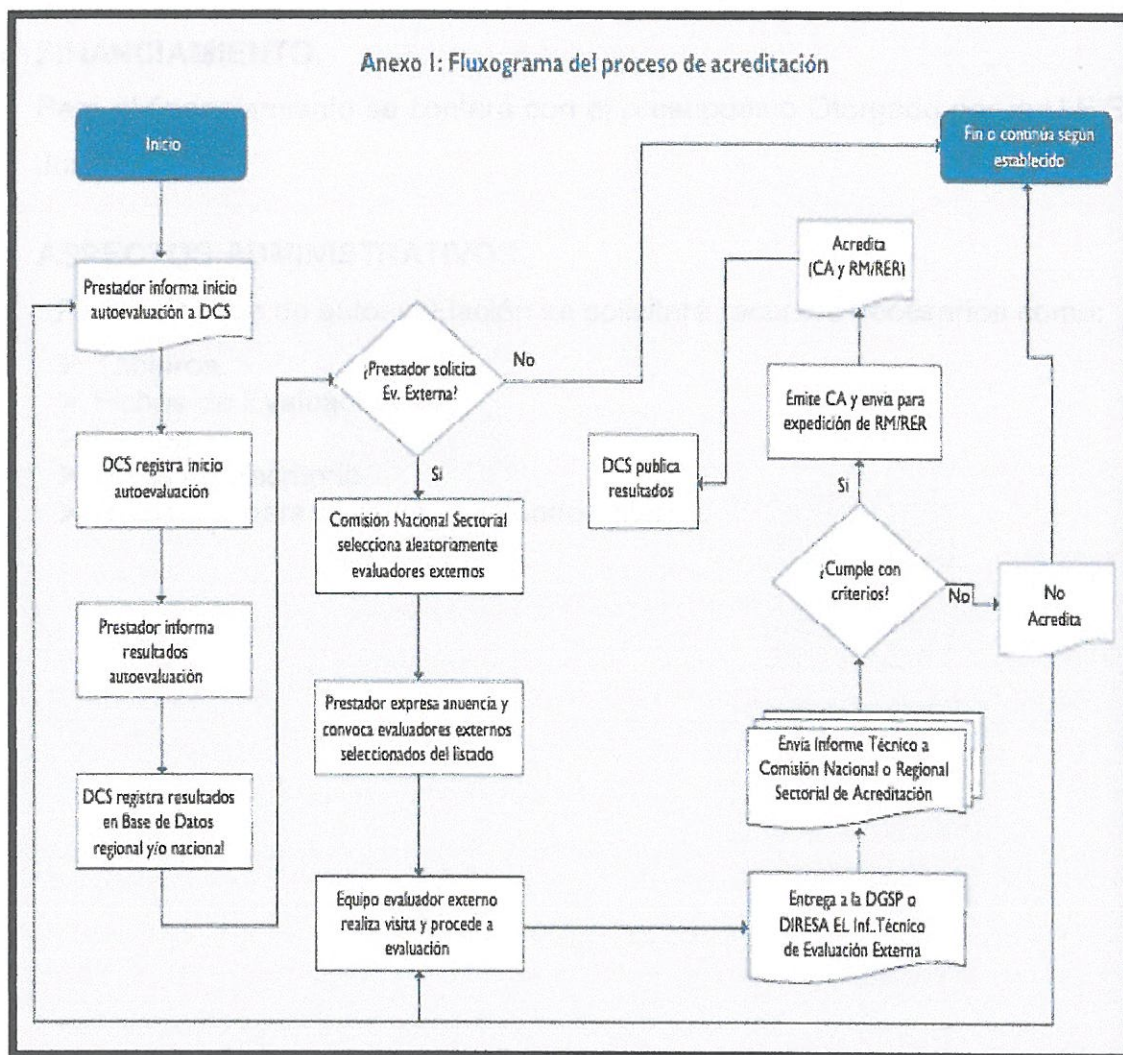 Anexo 1: Fluxograma del proceso de acreditación
Inicio
Prestador informa inicio
autoevaluación a DCS
DCS registra inicio
autoevaluación
Prestador informa
resultados
autoevaluación
DCS registra resultados
en Base de Datos
regional y/o nacional
¿Prestador solicita
Ev. Externa?
No
Si
Comisión Nacional Sectorial
selecciona aleatoriamente
evaluadores externos
Prestador expresa anuencia y
convoca evaluadores externos
seleccionados del listado
Equipo evaluador externo
realiza visita y procede a
evaluación
Entrega a la DGSP o
DIRESA EL Inf..Técnico
de Evaluación Externa
Envía Informe Técnico a
Comisión Nacional o Regional
Sectorial de Acreditación
¿Cumple con
criterios?
No
No
Acredita
Si
Emite CA y envía para
expedición de RM/RER
Acredita
(CA y RM/RER)
DCS publica
resultados
Fin o continúa según
establecido